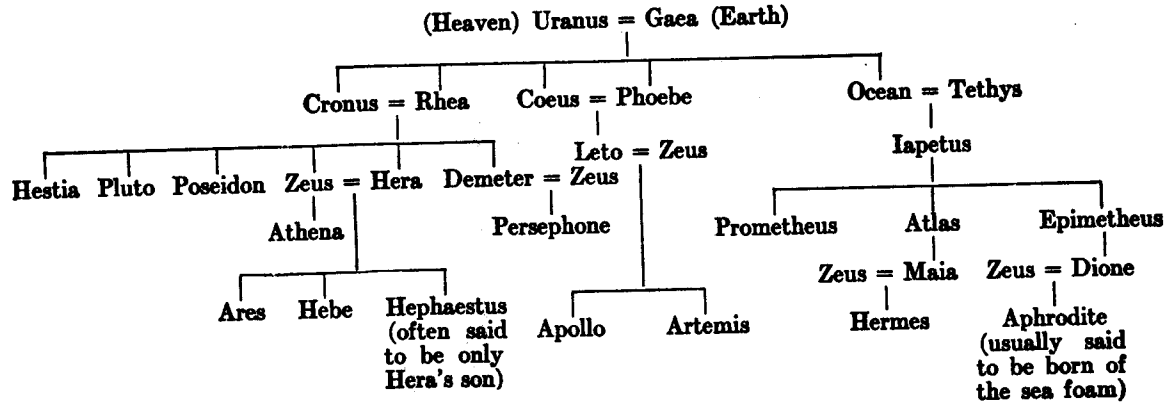 (Heaven) Uranus = Gaea (Earth)
Cronus = Rhea Coeus = Phoebe Ocean = Tethys
Leto = Zeus Iapetus
Hestia Pluto Poseidon Zeus = Hera Demeter = Zeus
Athena Persephone Prometheus Atlas Epimetheus
Zeus = Maia Zeus = Dione
Ares Hebe Hephaestus
(often said
to be only
Hera's son)
Apollo Artemis Hermes Aphrodite
(usually said
to be born of
the sea foam)